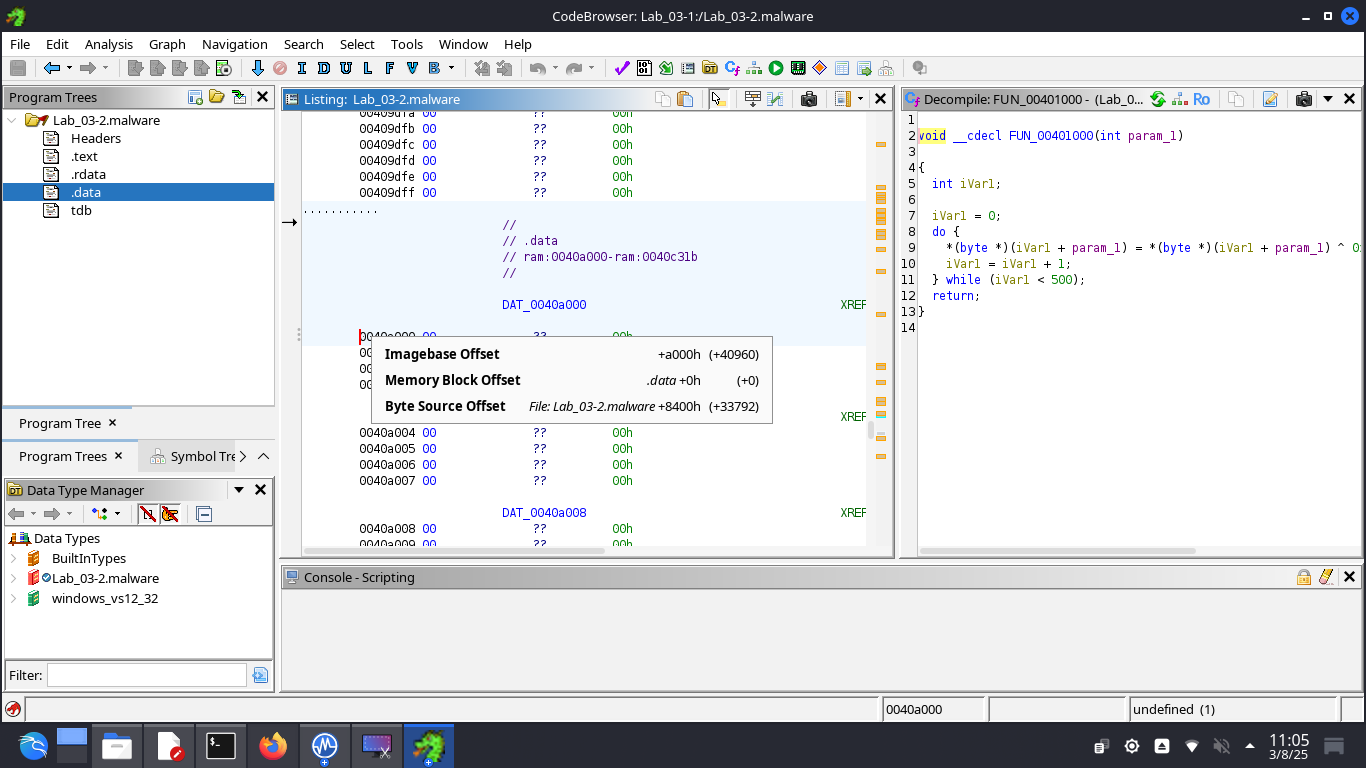 CodeBrowser: Lab_03-1:/Lab_03-2.malware
File Edit Analysis Graph Navigation Search Select Tools Window Help
I D U L F V B
Program Trees
Lab_03-2.malware
Headers
.text
.rdata
.data
tdb
Program Tree
Program Trees Symbol Tre
Data Type Manager
Data Types
BuiltInTypes
Lab_03-2.malware
windows_vs12_32
Filter:
Listing: Lab_03-2.malware
00409dfa 00 ?? 00h
00409dfb 00 ?? 00h
00409dfc 00 ?? 00h
00409dfd 00 ?? 00h
00409dfe 00 ?? 00h
00409dff 00 ?? 00h
//
// .data
// ram:0040a000-ram:0040c31b
//
DAT_0040a000 XREF
0040a000 00 ?? 00h
Imagebase Offset +a000h (+40960)
Memory Block Offset .data +0h (+0)
Byte Source Offset File: Lab_03-2.malware +8400h (+33792)
XREF
0040a004 00 ?? 00h
0040a005 00 ?? 00h
0040a006 00 ?? 00h
0040a007 00 ?? 00h
DAT_0040a008 XREF
0040a008 00 ?? 00h
0040a009 00 ?? 00h
Decompile: FUN_00401000 - (Lab_0...
Ro
1
2 void __cdecl FUN_00401000(int param_1)
3
4 {
5 int iVar1;
6
7 iVar1 = 0;
8 do {
9 *(byte *)(iVar1 + param_1) = *(byte *)(iVar1 + param_1) ^ 0
10 iVar1 = iVar1 + 1;
11 } while (iVar1 < 500);
12 return;
13 }
14
Console - Scripting
0040a000 undefined (1)
11:05
3/8/25